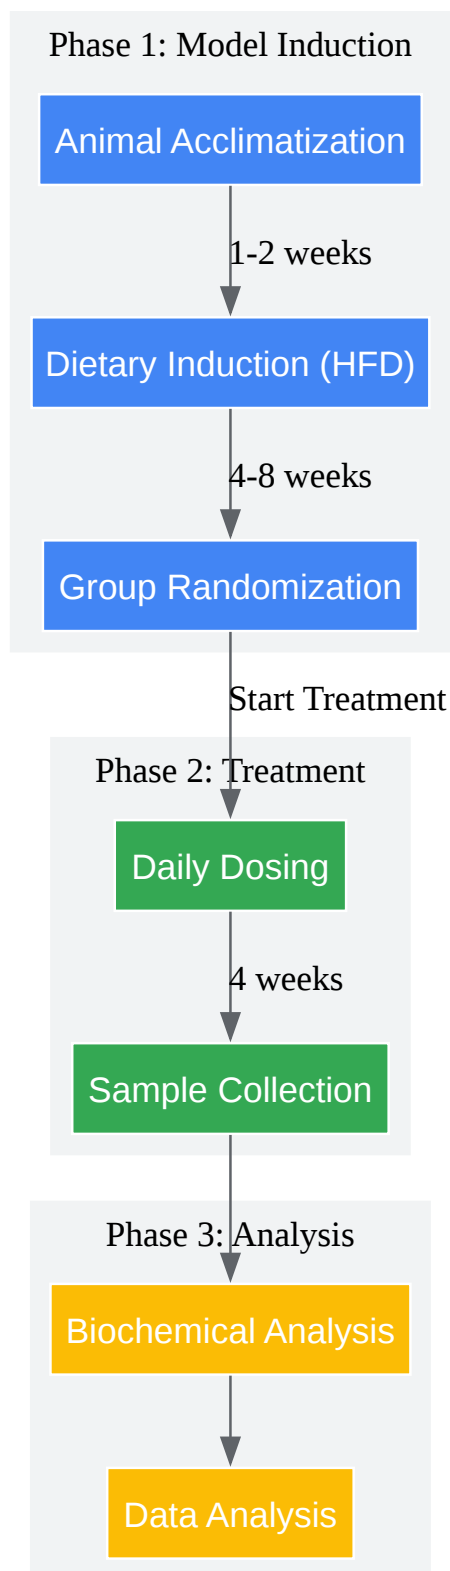 Phase 1: Model Induction
Animal Acclimatization
1-2 weeks
Dietary Induction (HFD)
4-8 weeks
Group Randomization
Start Treatment
Phase 2: Treatment
Daily Dosing
4 weeks
Sample Collection
Phase 3: Analysis
Biochemical Analysis
Data Analysis